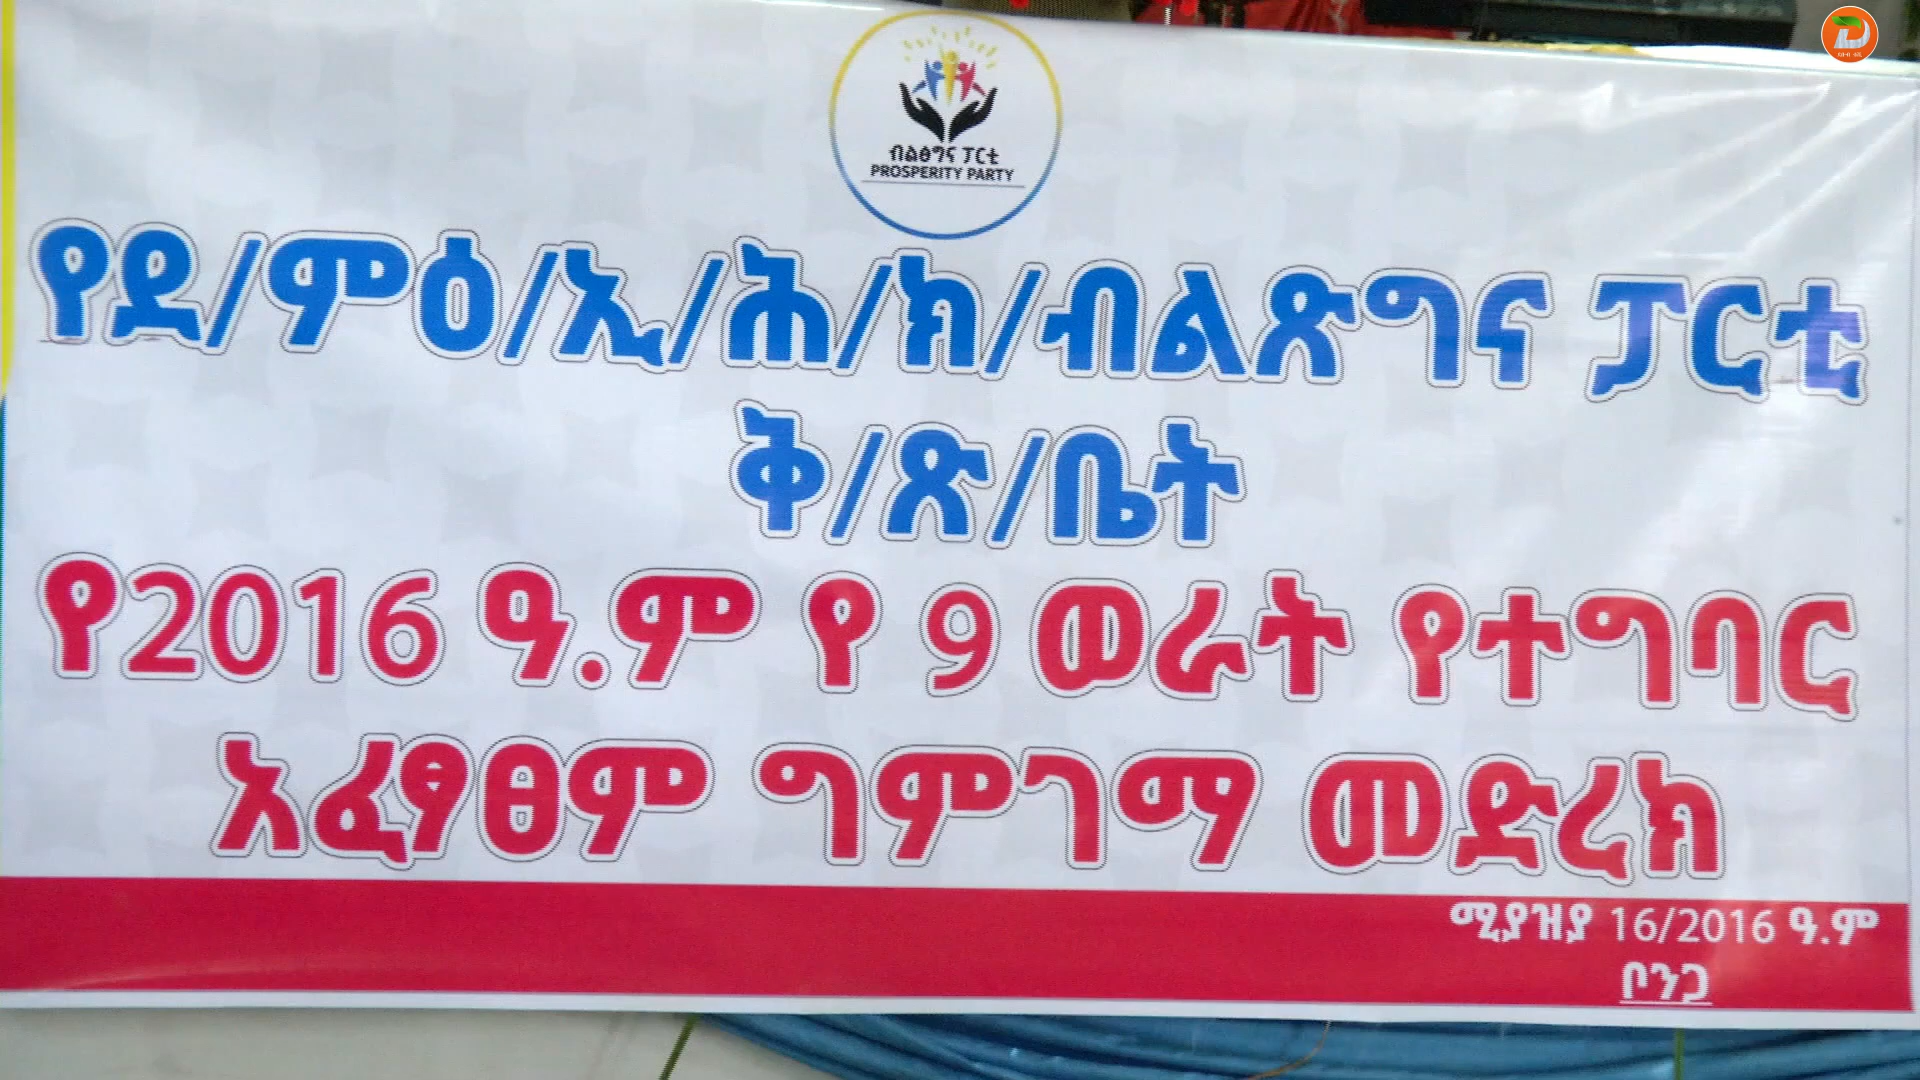 ብልፅግና ፓርቲ
PROSPERITY PARTY
የደ/ምዕ/ኢ/ሕ/ክ/ብልጽግና ፓርቲ
ቅ/ጽ/ቤት
የ2016 ዓ.ም የ 9 ወራት የተግባር
አፈፃፀም ግምገማ መድረክ
ሚያዝያ 16/2016 ዓ.ም
ቦንጋ